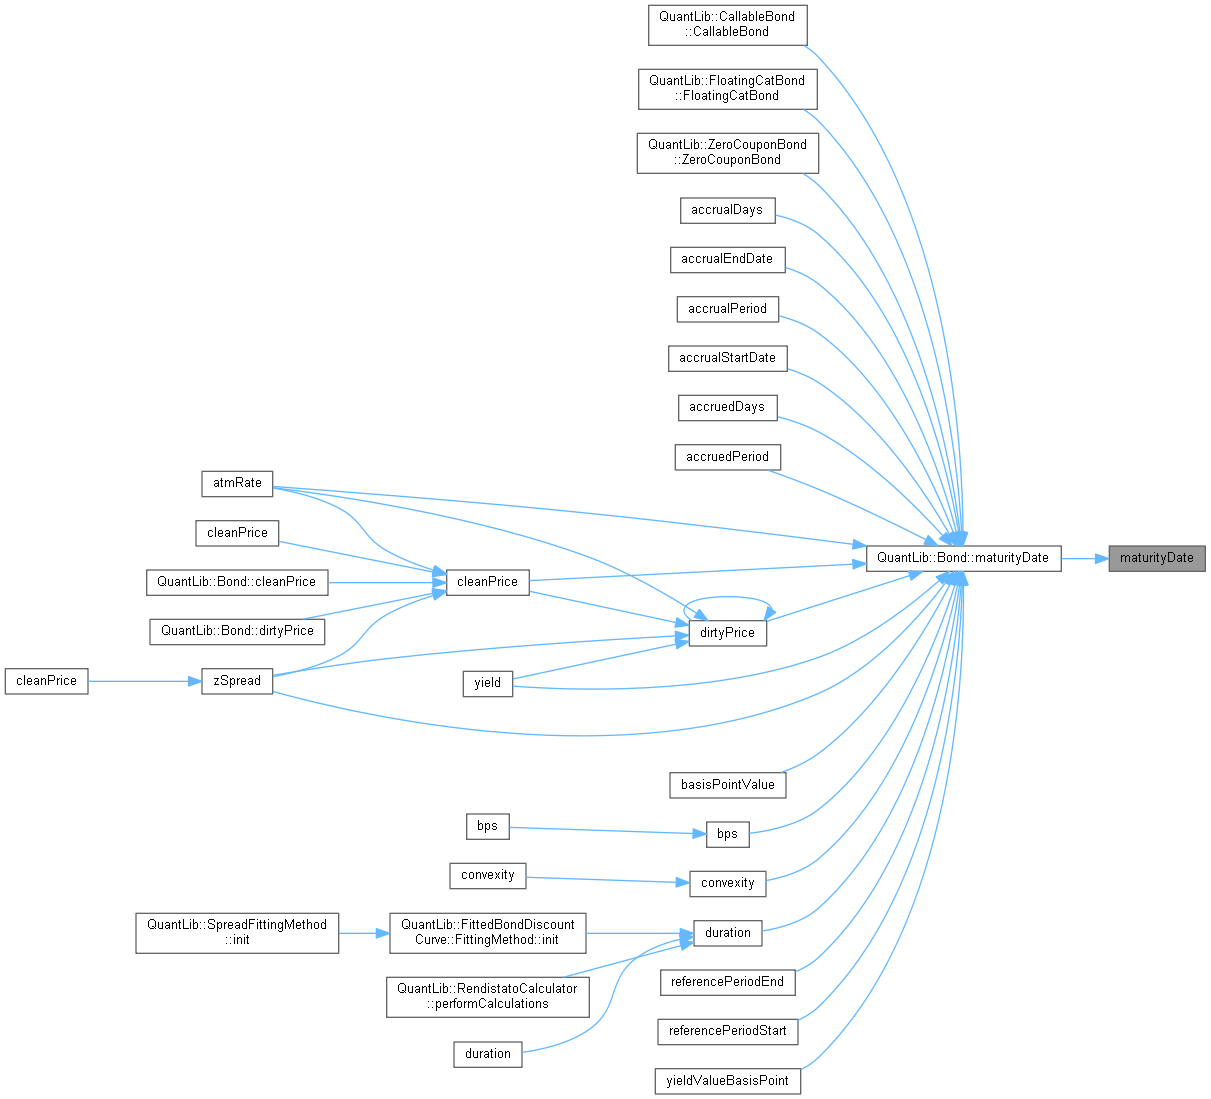 QuantLib::CallableBond
::CallableBond
QuantLib::FloatingCatBond
::FloatingCatBond
QuantLib::ZeroCouponBond
::ZeroCouponBond
accrualDays
accrualEndDate
accrualPeriod
accrualStartDate
accruedDays
accruedPeriod
atmRate
cleanPrice
QuantLib::Bond::maturityDate
maturityDate
QuantLib::Bond::cleanPrice
cleanPrice
QuantLib::Bond::dirtyPrice
dirtyPrice
cleanPrice
zSpread
yield
basisPointValue
bps
bps
convexity
convexity
QuantLib::SpreadFittingMethod
::init
QuantLib::FittedBondDiscount
Curve::FittingMethod::init
duration
referencePeriodEnd
QuantLib::RendistatoCalculator
::performCalculations
referencePeriodStart
duration
yieldValueBasisPoint